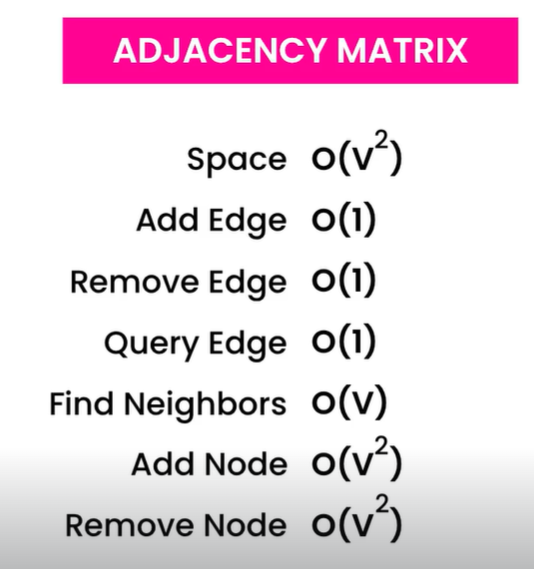 ADJACENCY MATRIX
Space O(V²)
Add Edge O(1)
Remove Edge O(1)
Query Edge O(1)
Find Neighbors O(V)
Add Node O(V²)
Remove Node O(V²)